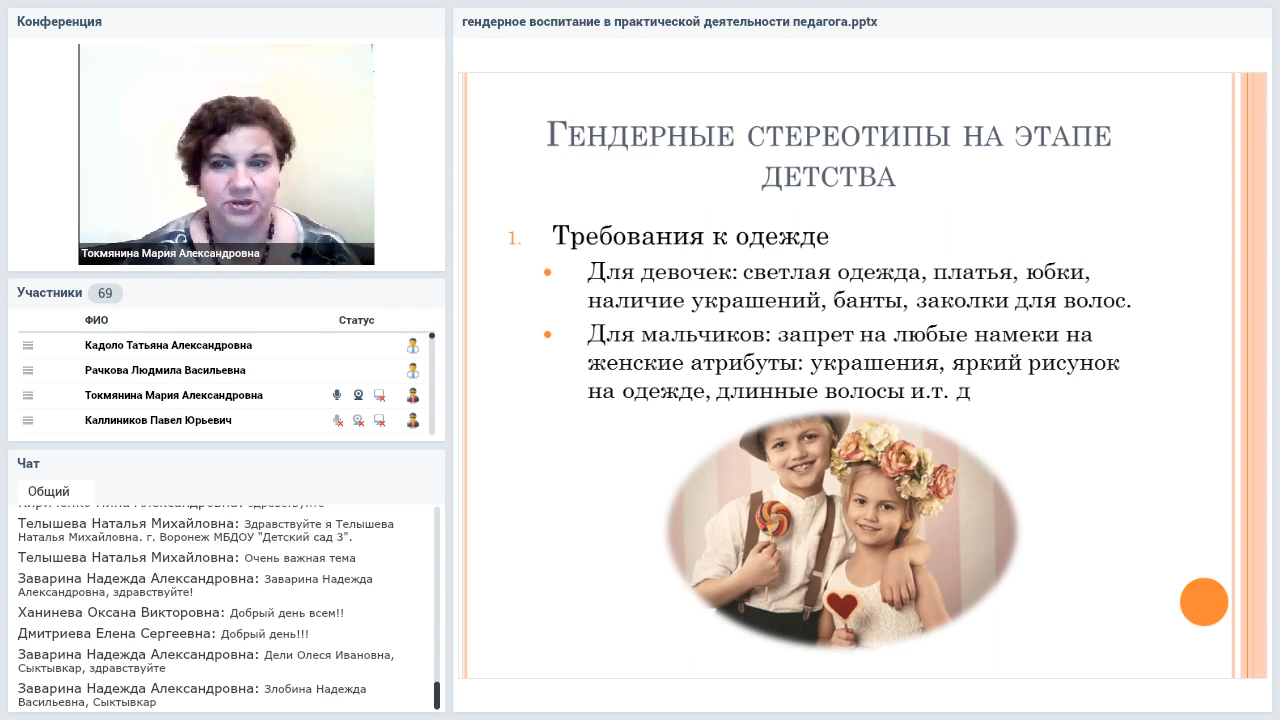 Конференция
Токмянина Мария Александровна
Участники 69
ФИО Статус
Кадоло Татьяна Александровна
Рачкова Людмила Васильевна
Токмянина Мария Александровна
Каллиников Павел Юрьевич
Чат
Общий
Телышева Наталья Михайловна: Здравствуйте я Телышева
Наталья Михайловна. г. Воронеж МБДОУ "Детский сад 3".
Телышева Наталья Михайловна: Очень важная тема
Заварина Надежда Александровна: Заварина Надежда
Александровна, здравствуйте!
Ханинева Оксана Викторовна: Добрый день всем!!
Дмитриева Елена Сергеевна: Добрый день!!!
Заварина Надежда Александровна: Дели Олеся Ивановна,
Сыктывкар, здравствуйте
Заварина Надежда Александровна: Злобина Надежда
Васильевна, Сыктывкар
гендерное воспитание в практической деятельности педагога.pptx
Гендерные стереотипы на этапе
детства
1. Требования к одежде
• Для девочек: светлая одежда, платья, юбки,
наличие украшений, банты, заколки для волос.
• Для мальчиков: запрет на любые намеки на
женские атрибуты: украшения, яркий рисунок
на одежде, длинные волосы и.т. д